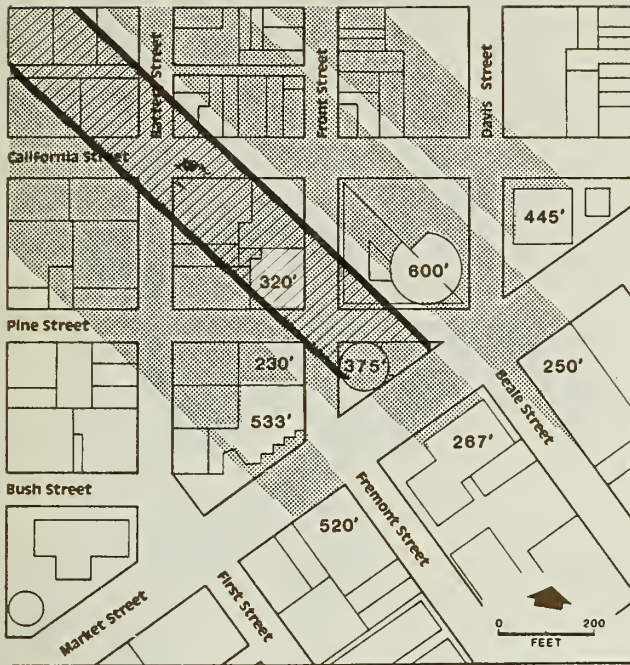 Battery Street
Front Street
Davis Street
California Street
445'
600'
320'
Pine Street
230'
375'
250'
533'
267'
Beale Street
Bush Street
520'
Fremont Street
First Street
Market Street
0 200
FEET